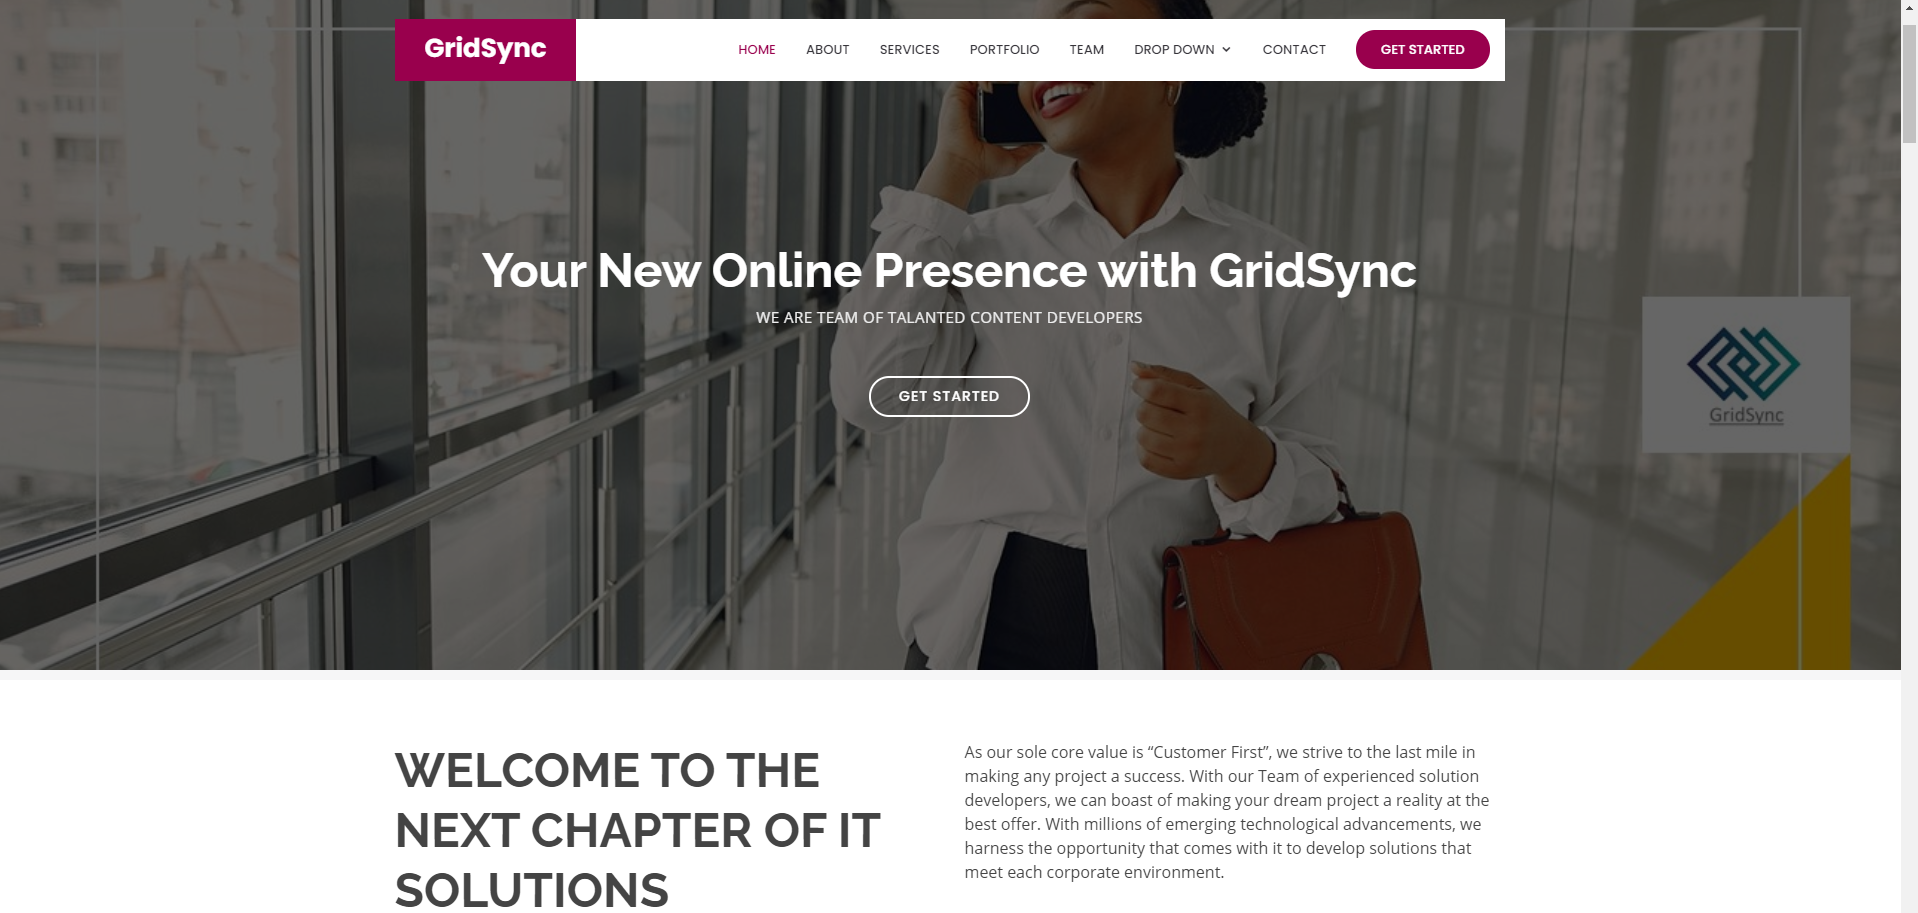 GridSync
HOME ABOUT SERVICES PORTFOLIO TEAM DROP DOWN CONTACT GET STARTED
Your New Online Presence with GridSync
WE ARE TEAM OF TALANTED CONTENT DEVELOPERS
GET STARTED
GridSync
WELCOME TO THE
NEXT CHAPTER OF IT
SOLUTIONS
As our sole core value is “Customer First”, we strive to the last mile in
making any project a success. With our Team of experienced solution
developers, we can boast of making your dream project a reality at the
best offer. With millions of emerging technological advancements, we
harness the opportunity that comes with it to develop solutions that
meet each corporate environment.